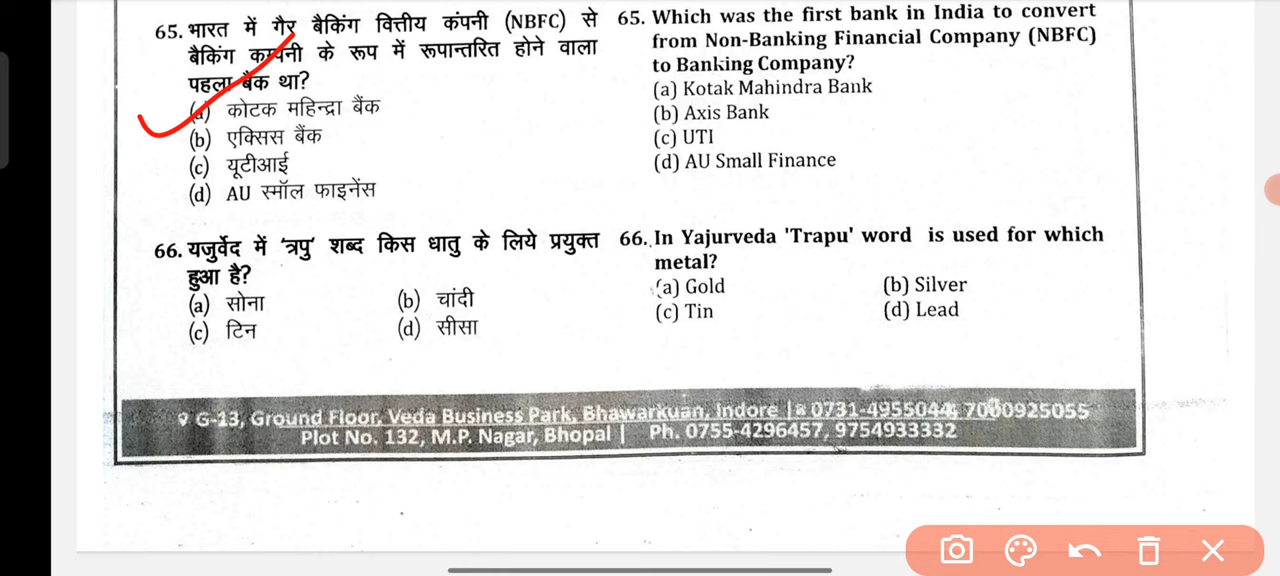 65. भारत में गैर बैकिंग वित्तीय कंपनी (NBFC) से
बैकिंग कम्पनी के रूप में रूपान्तरित होने वाला
पहला बैंक था?
(a) कोटक महिन्द्रा बैंक
(b) एक्सिस बैंक
(c) यूटीआई
(d) AU स्मॉल फाइनेंस
65. Which was the first bank in India to convert
from Non-Banking Financial Company (NBFC)
to Banking Company?
(a) Kotak Mahindra Bank
(b) Axis Bank
(c) UTI
(d) AU Small Finance
66. यजुर्वेद में 'त्रपु' शब्द किस धातु के लिये प्रयुक्त
हुआ है?
(a) सोना (b) चांदी
(c) टिन (d) सीसा
66. In Yajurveda 'Trapu' word is used for which
metal?
(a) Gold (b) Silver
(c) Tin (d) Lead
G-13, Ground Floor, Veda Business Park, Bhawarkuan, Indore | 0731-4955044, 7000925055
Plot No. 132, M.P. Nagar, Bhopal | Ph. 0755-4296457, 9754933332